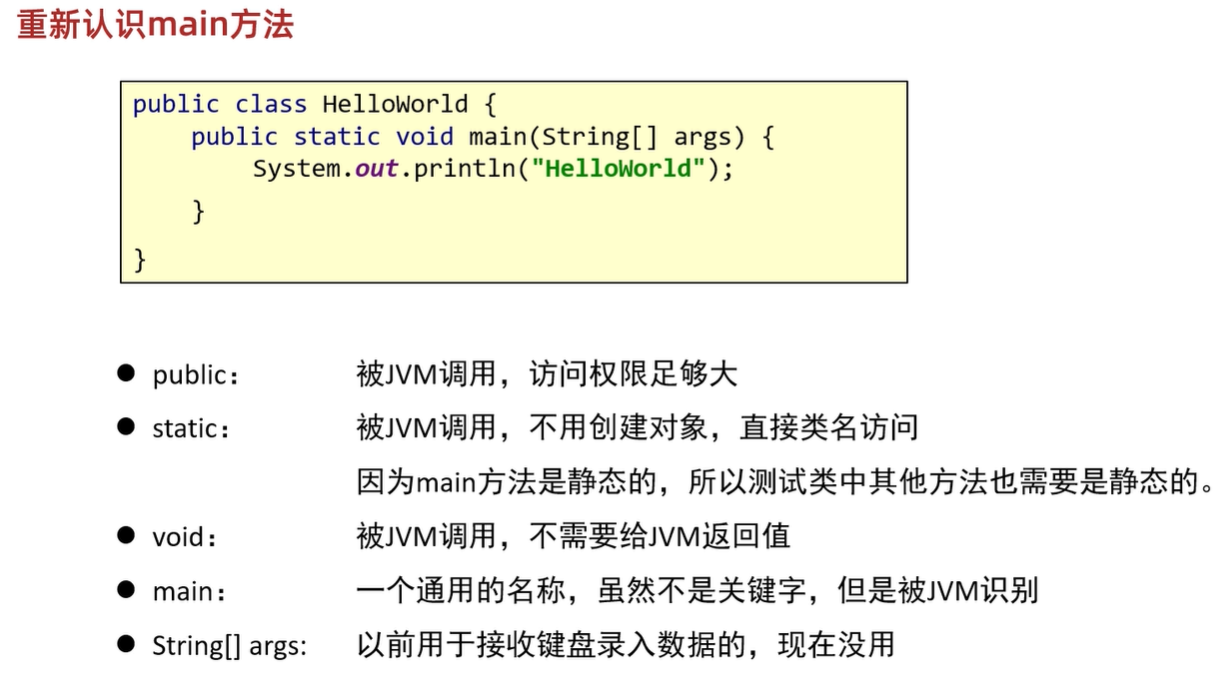 重新认识main方法
public class HelloWorld {
    public static void main(String[] args) {
        System.out.println("HelloWorld");
    }
}
● public： 被JVM调用，访问权限足够大
● static： 被JVM调用，不用创建对象，直接类名访问
因为main方法是静态的，所以测试类中其他方法也需要是静态的。
● void： 被JVM调用，不需要给JVM返回值
● main： 一个通用的名称，虽然不是关键字，但是被JVM识别
● String[] args: 以前用于接收键盘录入数据的，现在没用